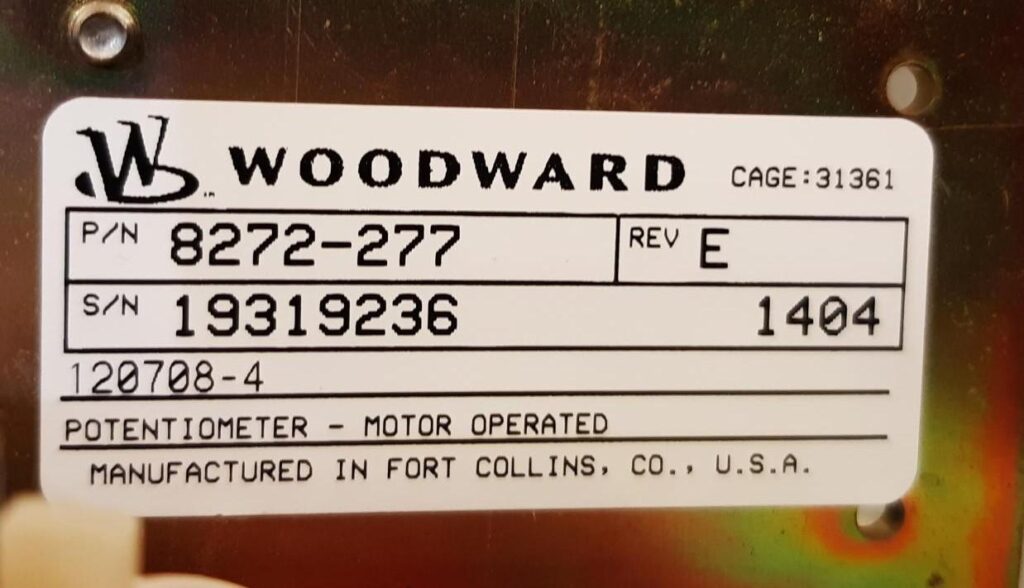 WOODWARD CAGE:31361
P/N 8272-277 REV E
S/N 19319236 1404
120708-4
POTENTIOMETER - MOTOR OPERATED
MANUFACTURED IN FORT COLLINS, CO., U.S.A.